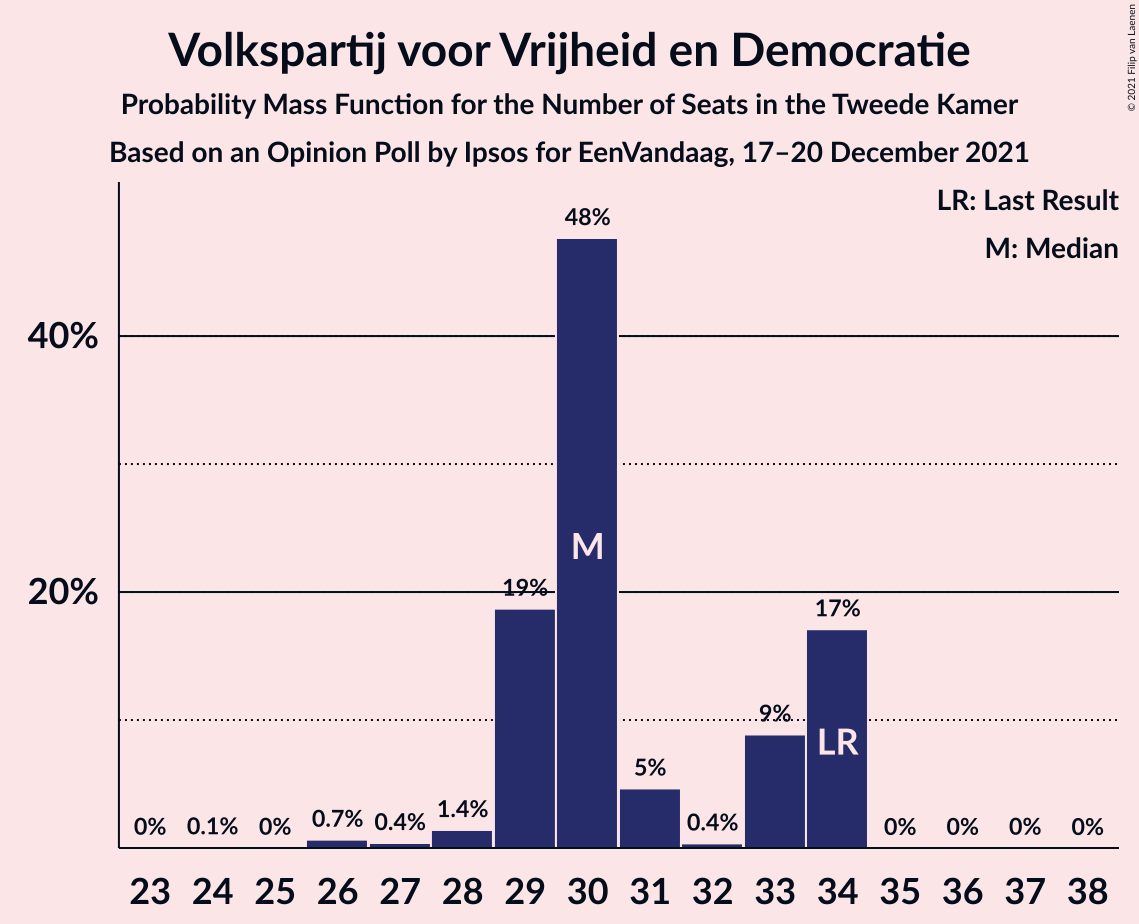 Volkspartij voor Vrijheid en Democratie
Probability Mass Function for the Number of Seats in the Tweede Kamer
Based on an Opinion Poll by Ipsos for EenVandaag, 17–20 December 2021
© 2021 Filip van Laenen
LR: Last Result
M: Median
40%
20%
0%
0.1%
0%
0.7%
0.4%
1.4%
19%
48%
5%
0.4%
9%
17%
0%
0%
0%
0%
M
LR
23 24 25 26 27 28 29 30 31 32 33 34 35 36 37 38